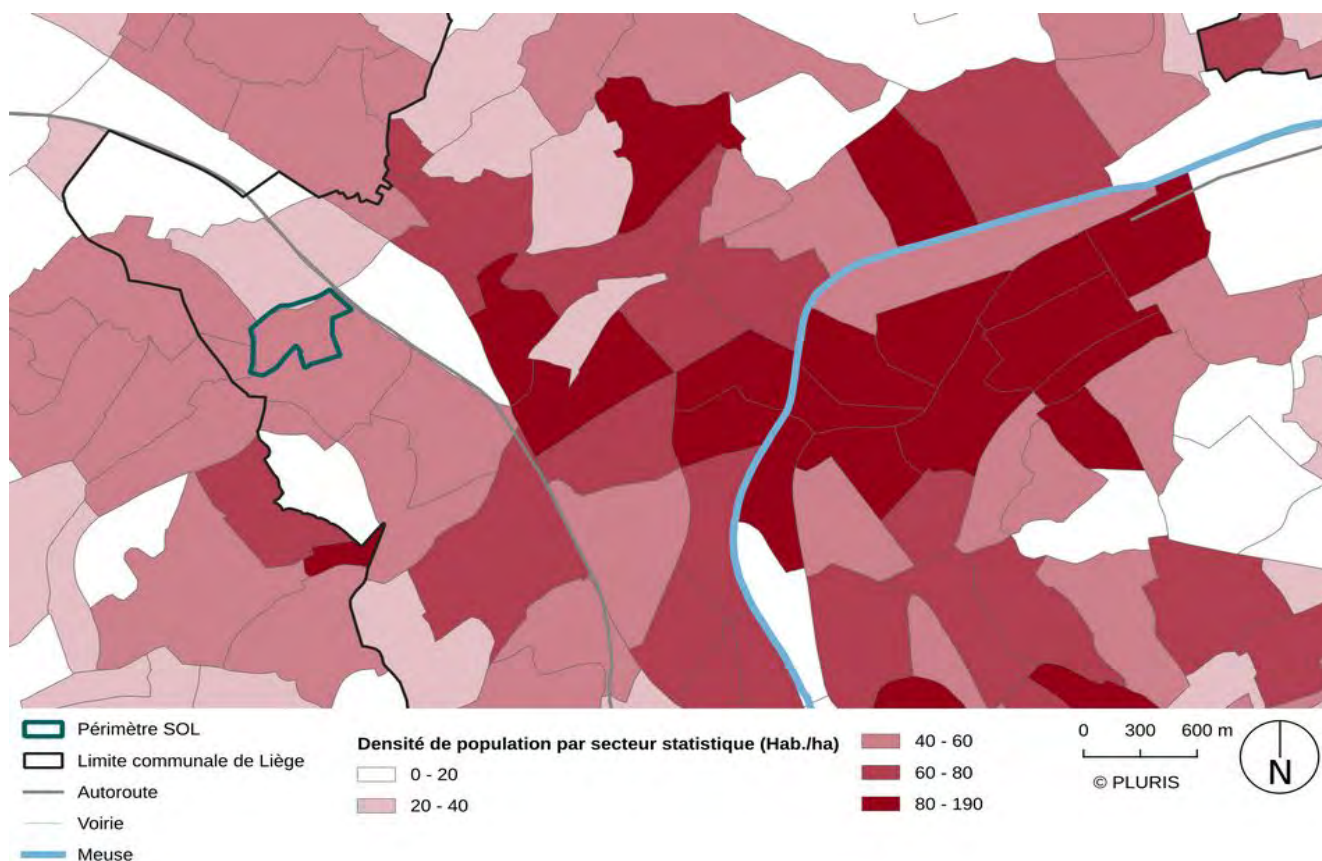 Périmètre SOL
Limite communale de Liège
Autoroute
Voirie
Meuse
Densité de population par secteur statistique (Hab./ha)
0 - 20
20 - 40
40 - 60
60 - 80
80 - 190
0 300 600 m
© PLURIS
N